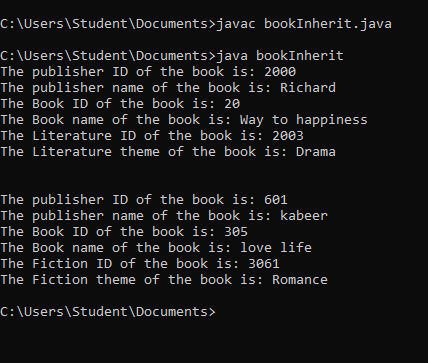 C:\Users\Student\Documents>javac bookInherit.java
C:\Users\Student\Documents>java bookInherit
The publisher ID of the book is: 2000
The publisher name of the book is: Richard
The Book ID of the book is: 20
The Book name of the book is: Way to happiness
The Literature ID of the book is: 2003
The Literature theme of the book is: Drama
The publisher ID of the book is: 601
The publisher name of the book is: kabeer
The Book ID of the book is: 305
The Book name of the book is: love life
The Fiction ID of the book is: 3061
The Fiction theme of the book is: Romance
C:\Users\Student\Documents>